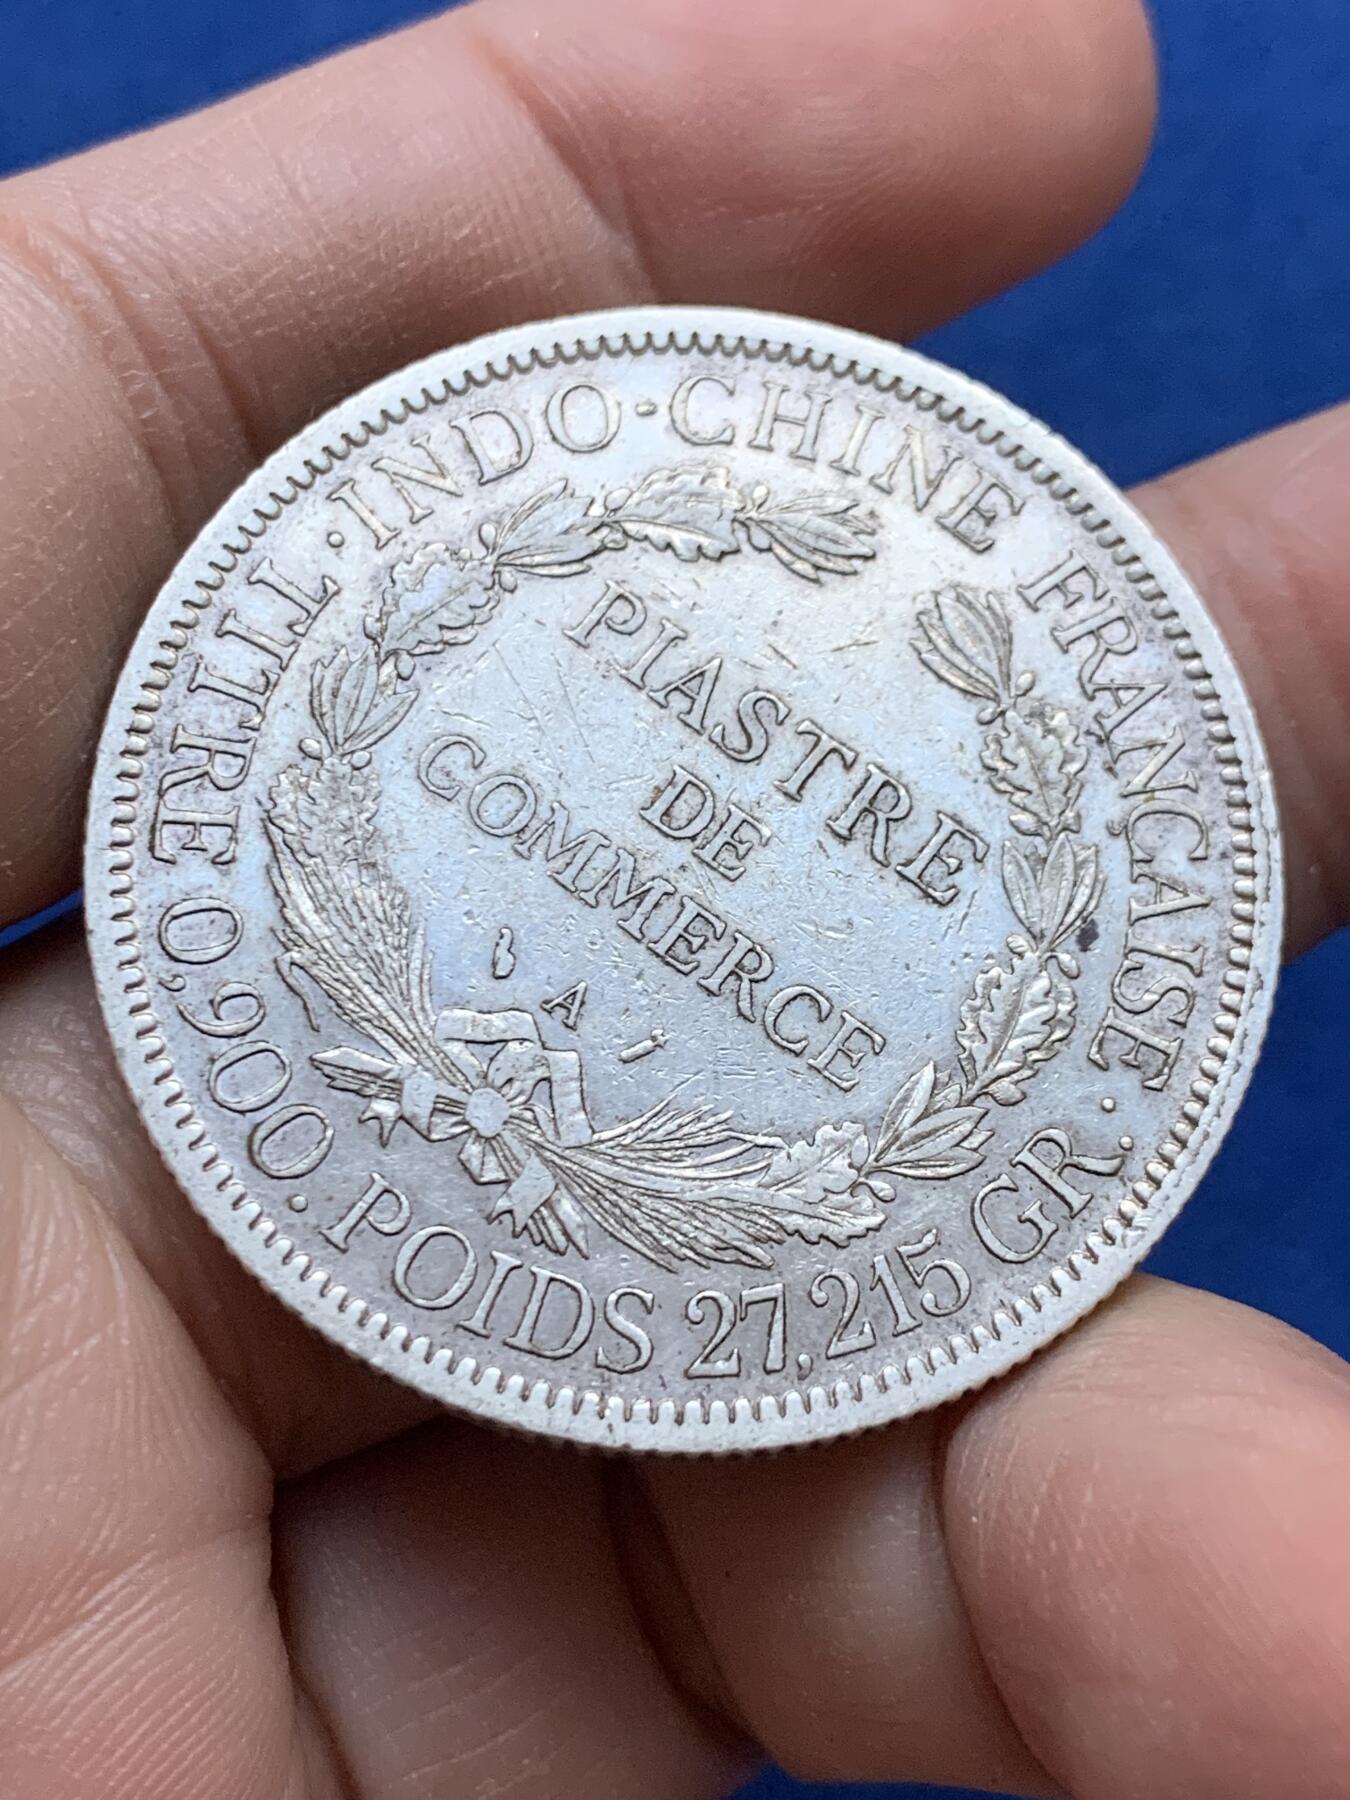 INDO·CHINE FRANÇAISE.
TITRE 0,900. POIDS 27,215 GR.
PIASTRE
DE
COMMERCE
A